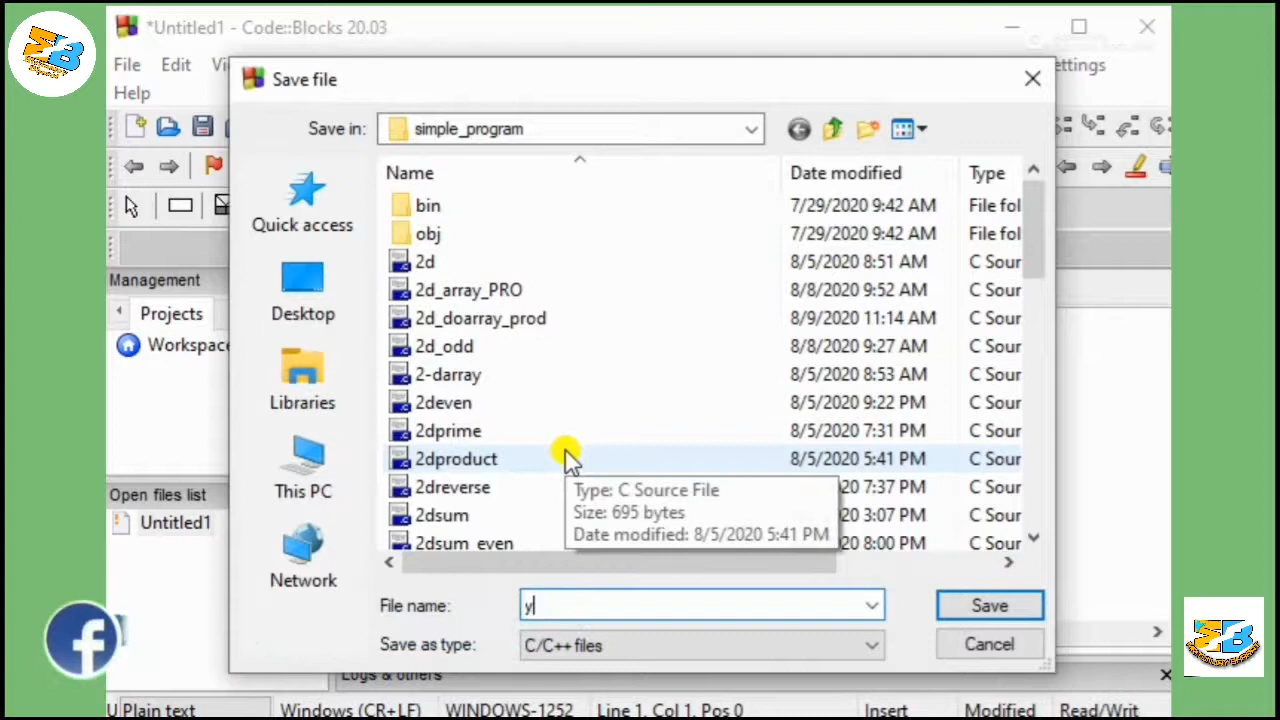 *Untitled1 - Code::Blocks 20.03
File Edit
ettings
Help
Save file
Save in: simple_program
Name Date modified Type
bin 7/29/2020 9:42 AM File fol
obj 7/29/2020 9:42 AM File fol
2d 8/5/2020 8:51 AM C Sour
2d_array_PRO 8/8/2020 9:52 AM C Sour
2d_doarray_prod 8/9/2020 11:14 AM C Sour
2d_odd 8/8/2020 9:27 AM C Sour
2-darray 8/5/2020 8:53 AM C Sour
2deven 8/5/2020 9:22 PM C Sour
2dprime 8/5/2020 7:31 PM C Sour
2dproduct 8/5/2020 5:41 PM C Sour
2dreverse 20 7:37 PM C Sour
2dsum 20 3:07 PM C Sour
2dsum_even 20 8:00 PM C Sour
Type: C Source File
Size: 695 bytes
Date modified: 8/5/2020 5:41 PM
Quick access
Desktop
Libraries
This PC
Network
Management
Projects
Workspace
Open files list
Untitled1
File name: y Save
Save as type: C/C++ files Cancel
Logs & others
Plain text Windows (CR+LF) WINDOWS-1252 Line 1, Col 1, Pos 0 Insert Modified Read/Writ